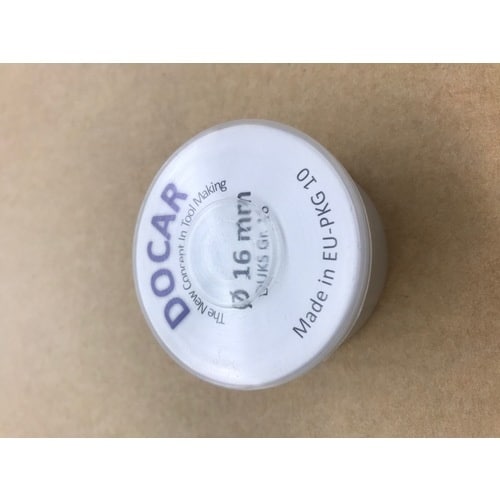 DOCAR
The New Concept In Tool Making
Ø 16 mm
Made in EU-PKG 10